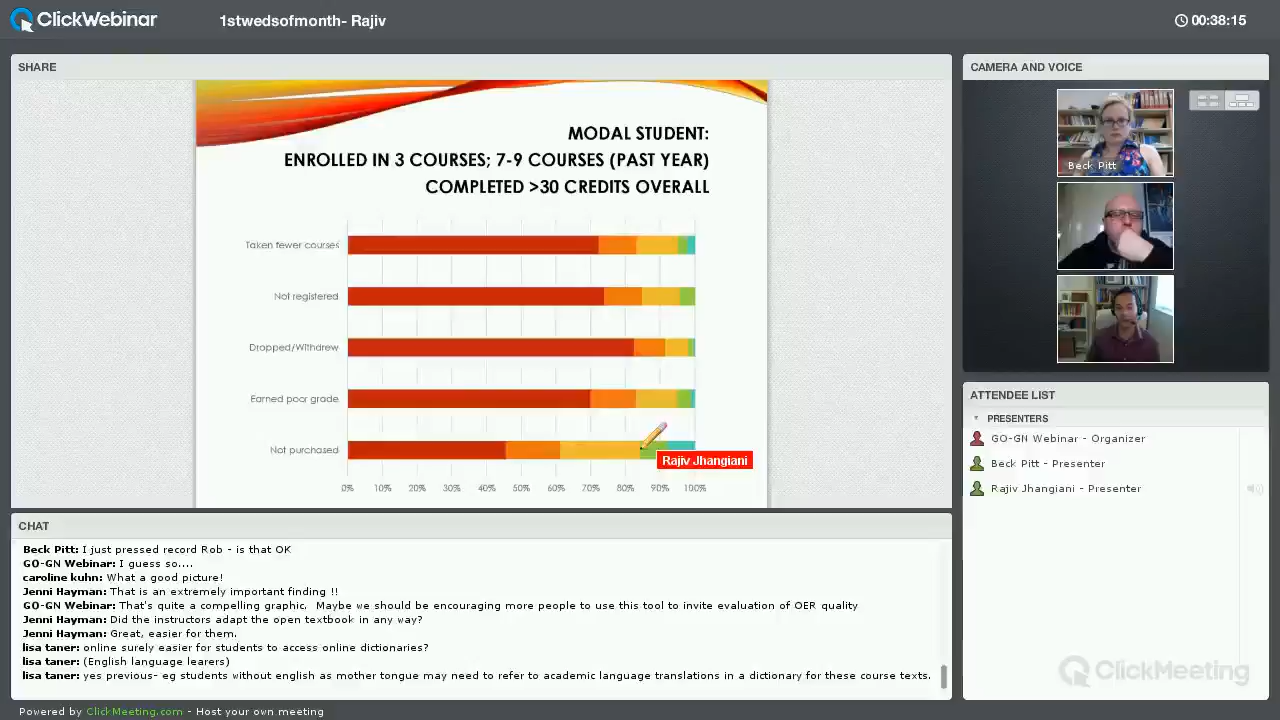 ClickWebinar
1stwedsofmonth- Rajiv
00:38:15
SHARE
MODAL STUDENT:
ENROLLED IN 3 COURSES; 7-9 COURSES (PAST YEAR)
COMPLETED >30 CREDITS OVERALL
Taken fewer courses
Not registered
Dropped/Withdrew
Earned poor grade
Not purchased
Rajiv Jhangiani
0% 10% 20% 30% 40% 50% 60% 70% 80% 90% 100%
CAMERA AND VOICE
Beck Pitt
ATTENDEE LIST
PRESENTERS
GO-GN Webinar - Organizer
Beck Pitt - Presenter
Rajiv Jhangiani - Presenter
CHAT
Beck Pitt: I just pressed record Rob - is that OK
GO-GN Webinar: I guess so....
caroline kuhn: What a good picture!
Jenni Hayman: That is an extremely important finding !!
GO-GN Webinar: That's quite a compelling graphic. Maybe we should be encouraging more people to use this tool to invite evaluation of OER quality
Jenni Hayman: Did the instructors adapt the open textbook in any way?
Jenni Hayman: Great, easier for them.
lisa taner: online surely easier for students to access online dictionaries?
lisa taner: (English language learers)
lisa taner: yes previous- eg students without english as mother tongue may need to refer to academic language translations in a dictionary for these course texts.
ClickMeeting
Powered by ClickMeeting.com - Host your own meeting